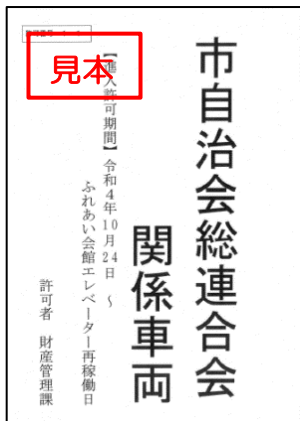 市自治会総連合会
関係車両
見本
【進入許可期間】令和４年１０月２４日 ～
ふれあい会館エレベーター再稼働日
許可者 財産管理課